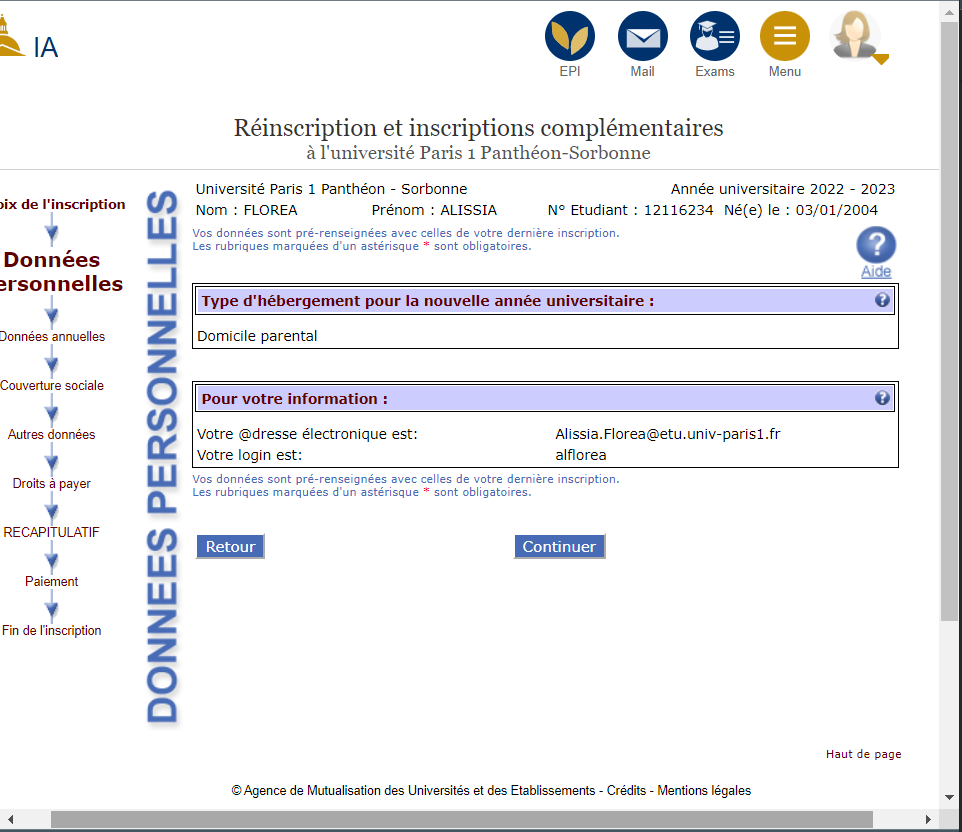 IA
EPI
Mail
Exams
Menu
Réinscription et inscriptions complémentaires
à l'université Paris 1 Panthéon-Sorbonne
oix de l'inscription
Données
ersonnelles
Données annuelles
Couverture sociale
Autres données
Droits à payer
RECAPITULATIF
Paiement
Fin de l'inscription
DONNEES PERSONNELLES
Université Paris 1 Panthéon - Sorbonne Année universitaire 2022 - 2023
Nom : FLOREA Prénom : ALISSIA N° Etudiant : 12116234 Né(e) le : 03/01/2004
Vos données sont pré-renseignées avec celles de votre dernière inscription.
Les rubriques marquées d'un astérisque * sont obligatoires.
?
Aide
Type d'hébergement pour la nouvelle année universitaire : ?
Domicile parental
Pour votre information : ?
Votre @dresse électronique est: Alissia.Florea@etu.univ-paris1.fr
Votre login est: alflorea
Vos données sont pré-renseignées avec celles de votre dernière inscription.
Les rubriques marquées d'un astérisque * sont obligatoires.
Retour Continuer
Haut de page
© Agence de Mutualisation des Universités et des Etablissements - Crédits - Mentions légales